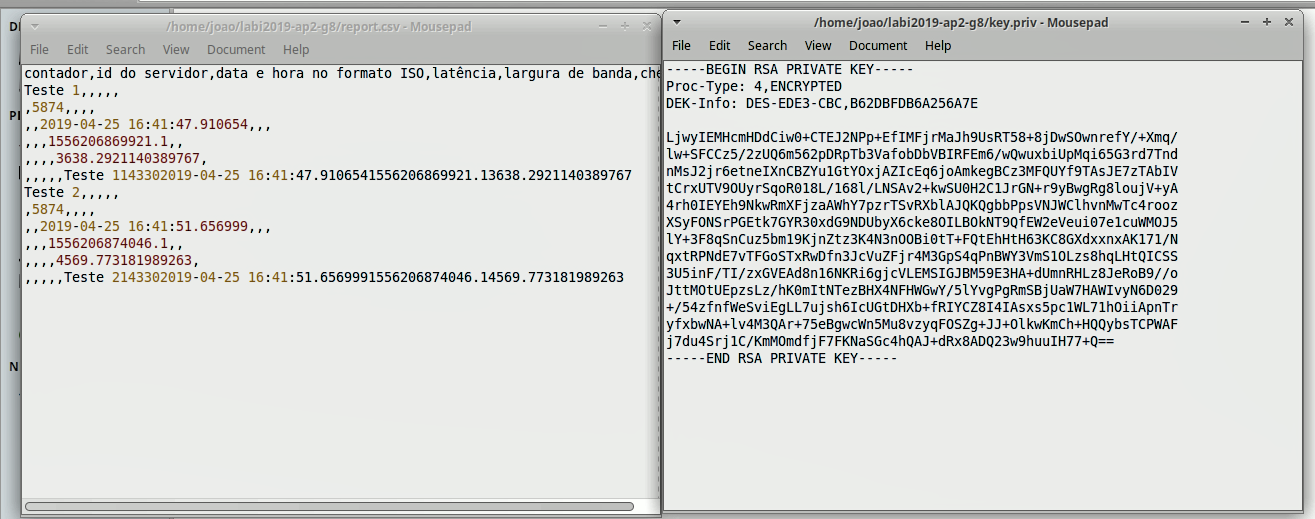 /home/joao/labi2019-ap2-g8/report.csv - Mousepad
File Edit Search View Document Help
contador,id do servidor,data e hora no formato ISO,latência,largura de banda,che
Teste 1,,,,,
,5874,,,,
,,2019-04-25 16:41:47.910654,,,
,,,1556206869921.1,,
,,,,3638.2921140389767,
,,,,,Teste 1143302019-04-25 16:41:47.9106541556206869921.13638.2921140389767
Teste 2,,,,,
,5874,,,,
,,2019-04-25 16:41:51.656999,,,
,,,1556206874046.1,,
,,,,4569.773181989263,
,,,,,Teste 2143302019-04-25 16:41:51.6569991556206874046.14569.773181989263
/home/joao/labi2019-ap2-g8/key.priv - Mousepad
File Edit Search View Document Help
-----BEGIN RSA PRIVATE KEY-----
Proc-Type: 4,ENCRYPTED
DEK-Info: DES-EDE3-CBC,B62DBFDB6A256A7E
LjwyIEMHcmHDdCiw0+CTEJ2NPp+EfIMFjrMaJh9UsRT58+8jDwSOwnrefY/+Xmq/
lw+SFCCz5/2zUQ6m562pDRpTb3VafobDbVBIRFEm6/wQwuxbiUpMqi65G3rd7Tnd
nMsJ2jr6etneIXnCBZYu1GtYOxjAZIcEq6joAmkegBCz3MFQUYf9TAsJE7zTAbIV
tCrxUTV9OUyrSqoR018L/168l/LNSAv2+kwSU0H2C1JrGN+r9yBwgRg8loujV+yA
4rh0IEYEh9NkwRmXFjzaAWhY7pzrTSvRXblAJQKQgbbPpsVNJWClhvnMwTc4rooz
XSyFONSrPGEtk7GYR30xdG9NDUbyX6cke8OILBOkNT9QfEW2eVeui07e1cuWMOJ5
lY+3F8qSnCuz5bm19KjnZtz3K4N3nOOBi0tT+FQtEhHtH63KC8GXdxxnxAK171/N
qxtRPNdE7vTFGoSTxRwDfn3JcVuZFjr4M3GpS4qPnBWY3VmS1OLzs8hqLHtQICSS
3U5inF/TI/zxGVEAd8n16NKRi6gjcVLEMSIGJBM59E3HA+dUmnRHLz8JeRoB9//o
JttMOtUEpzsLz/hK0mItNTezBHX4NFHWGwY/5lYvgPgRmSBjUaW7HAWIvyN6D029
+/54zfnfWeSviEgLL7ujsh6IcUGtDHXb+fRIYCZ8I4IAsxs5pc1WL71hOiiApnTr
yfxbwNA+lv4M3QAr+75eBgwcWn5Mu8vzyqFOSZg+JJ+OlkwKmCh+HQQybsTCPWAF
j7du4Srj1C/KmMOmdfjF7FKNaSGc4hQAJ+dRx8ADQ23w9huuIH77+Q==
-----END RSA PRIVATE KEY-----